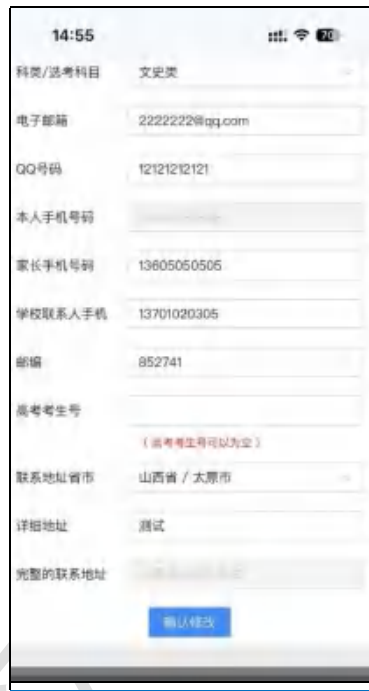 14:55
70
科类/选考科目 文史类
电子邮箱 2222222@qq.com
QQ号码 12121212121
本人手机号码
家长手机号码 13605050505
学校联系人手机 13701020305
邮编 852741
高考考生号
(高考考生号可以为空)
联系地址省市 山西省 / 太原市
详细地址 测试
完整的联系地址
确认修改